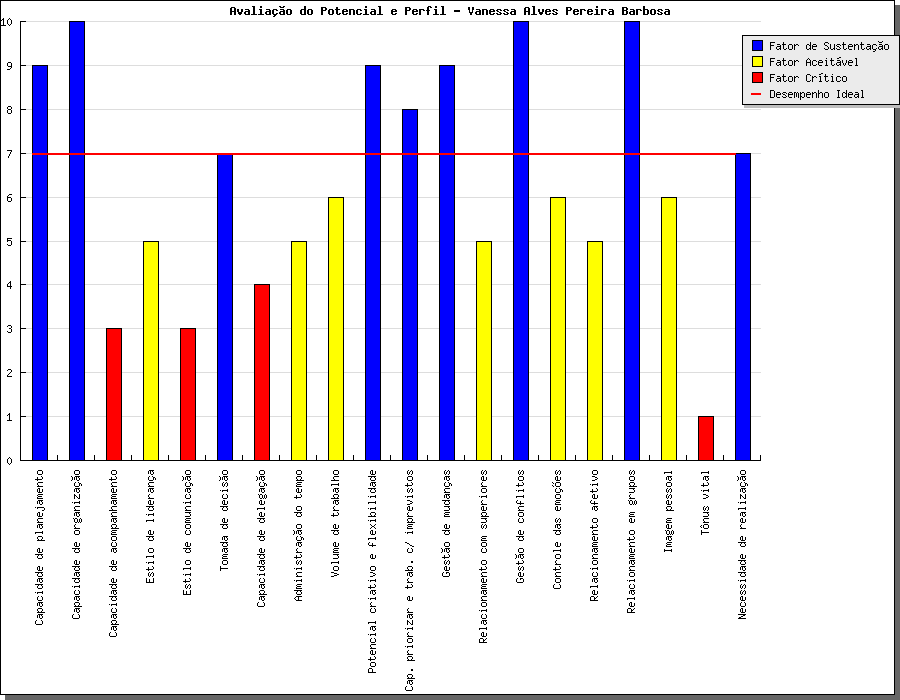 Avaliação do Potencial e Perfil - Vanessa Alves Pereira Barbosa
Fator de Sustentação
Fator Aceitável
Fator Crítico
Desempenho Ideal
10
9
8
7
6
5
4
3
2
1
0
Capacidade de planejamento
Capacidade de organização
Capacidade de acompanhamento
Estilo de liderança
Estilo de comunicação
Tomada de decisão
Capacidade de delegação
Administração do tempo
Volume de trabalho
Potencial criativo e flexibilidade
Cap. priorizar e trab. c/ imprevistos
Gestão de mudanças
Relacionamento com superiores
Gestão de conflitos
Controle das emoções
Relacionamento afetivo
Relacionamento em grupos
Imagem pessoal
Tônus vital
Necessidade de realização